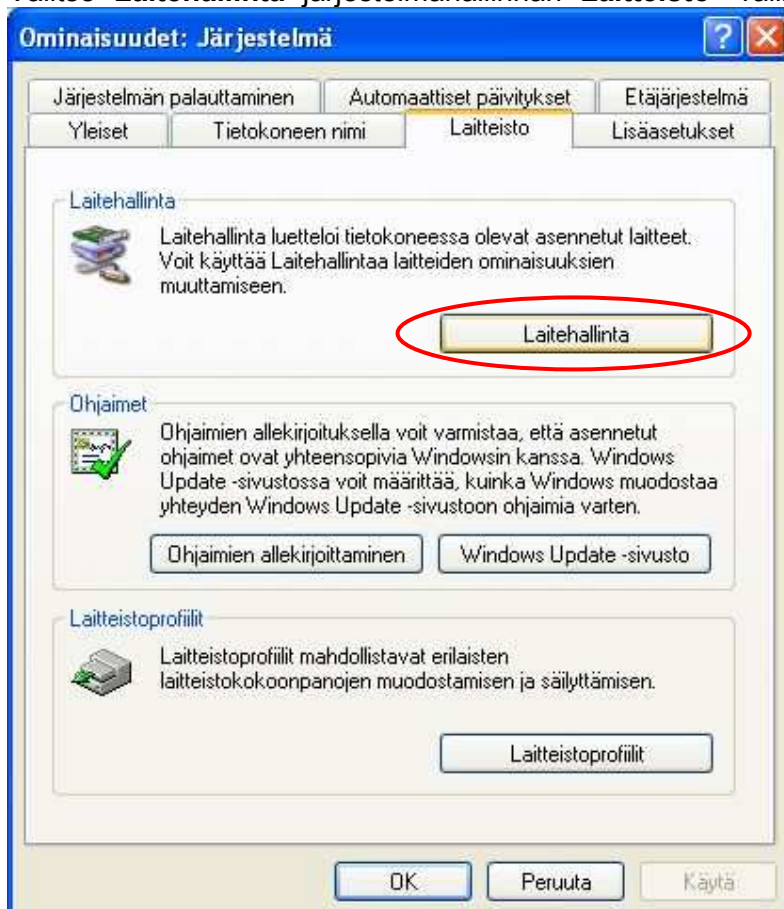 Ominaisuudet: Järjestelmä
Järjestelmän palauttaminen Automaattiset päivitykset Etäjärjestelmä
Yleiset Tietokoneen nimi Laitteisto Lisäasetukset
Laitehallinta
Laitehallinta luetteloi tietokoneessa olevat asennetut laitteet.
Voit käyttää Laitehallintaa laitteiden ominaisuuksien
muuttamiseen.
Laitehallinta
Ohjaimet
Ohjaimien allekirjoituksella voit varmistaa, että asennetut
ohjaimet ovat yhteensopivia Windowsin kanssa. Windows
Update -sivustossa voit määrittää, kuinka Windows muodostaa
yhteyden Windows Update -sivustoon ohjaimia varten.
Ohjaimien allekirjoittaminen Windows Update -sivusto
Laitteistoprofiilit
Laitteistoprofiilit mahdollistavat erilaisten
laitteistokokoonpanojen muodostamisen ja säilyttämisen.
Laitteistoprofiilit
OK Peruuta Käytä